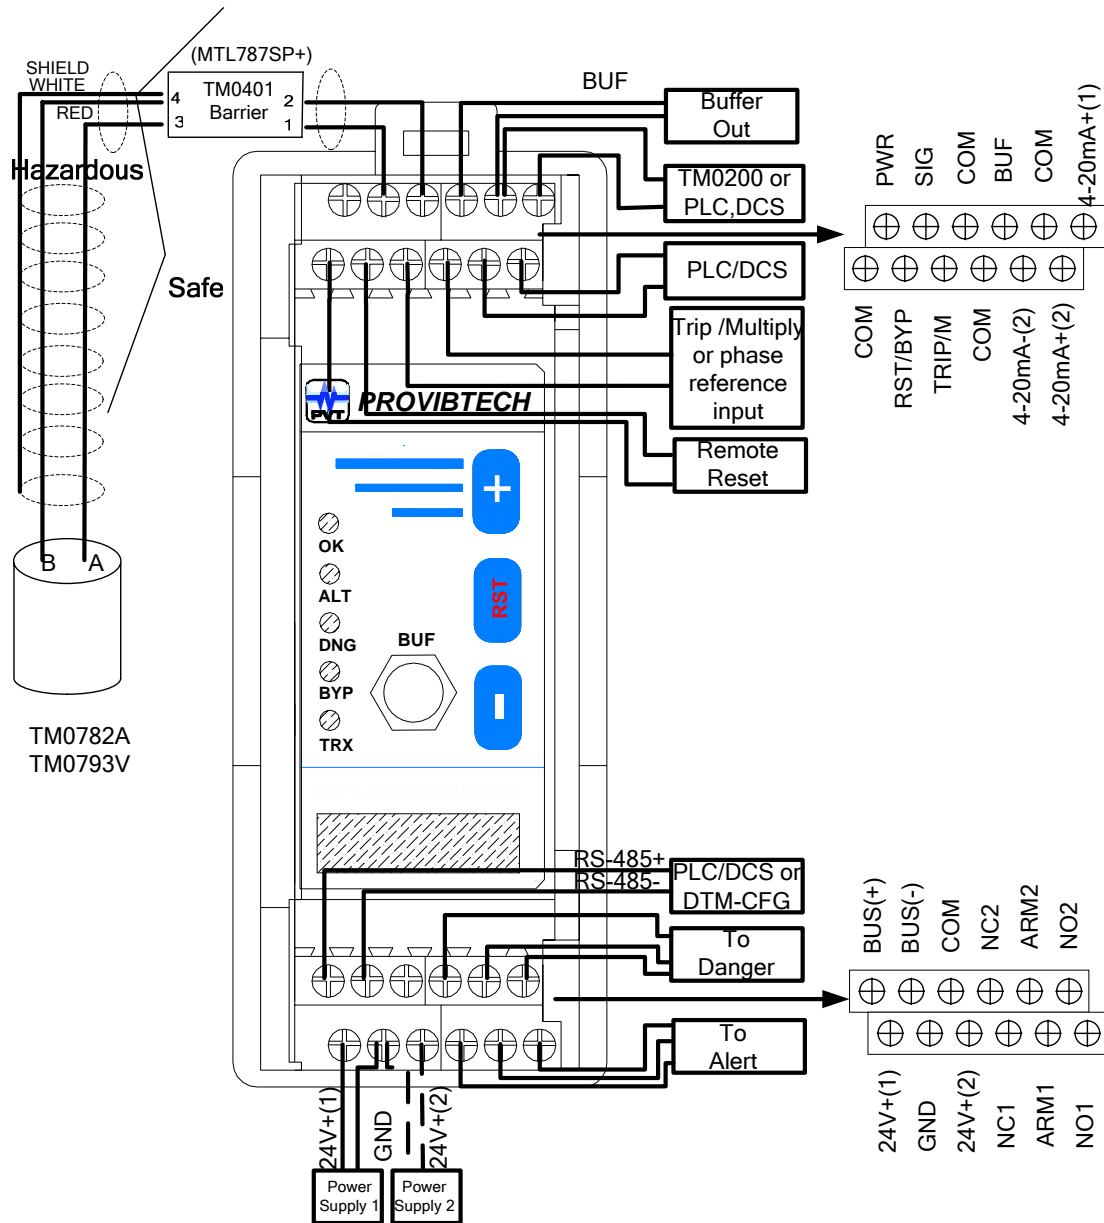 (MTL787SP+)
SHIELD
WHITE
RED
4
3
TM0401
Barrier
2
1
Hazardous
Safe
B
A
TM0782A
TM0793V
BUF
Buffer
Out
TM0200 or
PLC,DCS
PLC/DCS
Trip /Multiply
or phase
reference
input
Remote
Reset
PWR
SIG
COM
BUF
COM
4-20mA+(1)
COM
RST/BYP
TRIP/M
COM
4-20mA-(2)
4-20mA+(2)
PVT
PROVIBTECH
+
OK
ALT
RST
DNG
BUF
BYP
-
TRX
RS-485+
RS-485-
PLC/DCS or
DTM-CFG
To
Danger
To
Alert
BUS(+)
BUS(-)
COM
NC2
ARM2
NO2
24V+(1)
GND
24V+(2)
NC1
ARM1
NO1
24V+(1)
GND
24V+(2)
Power
Supply 1
Power
Supply 2